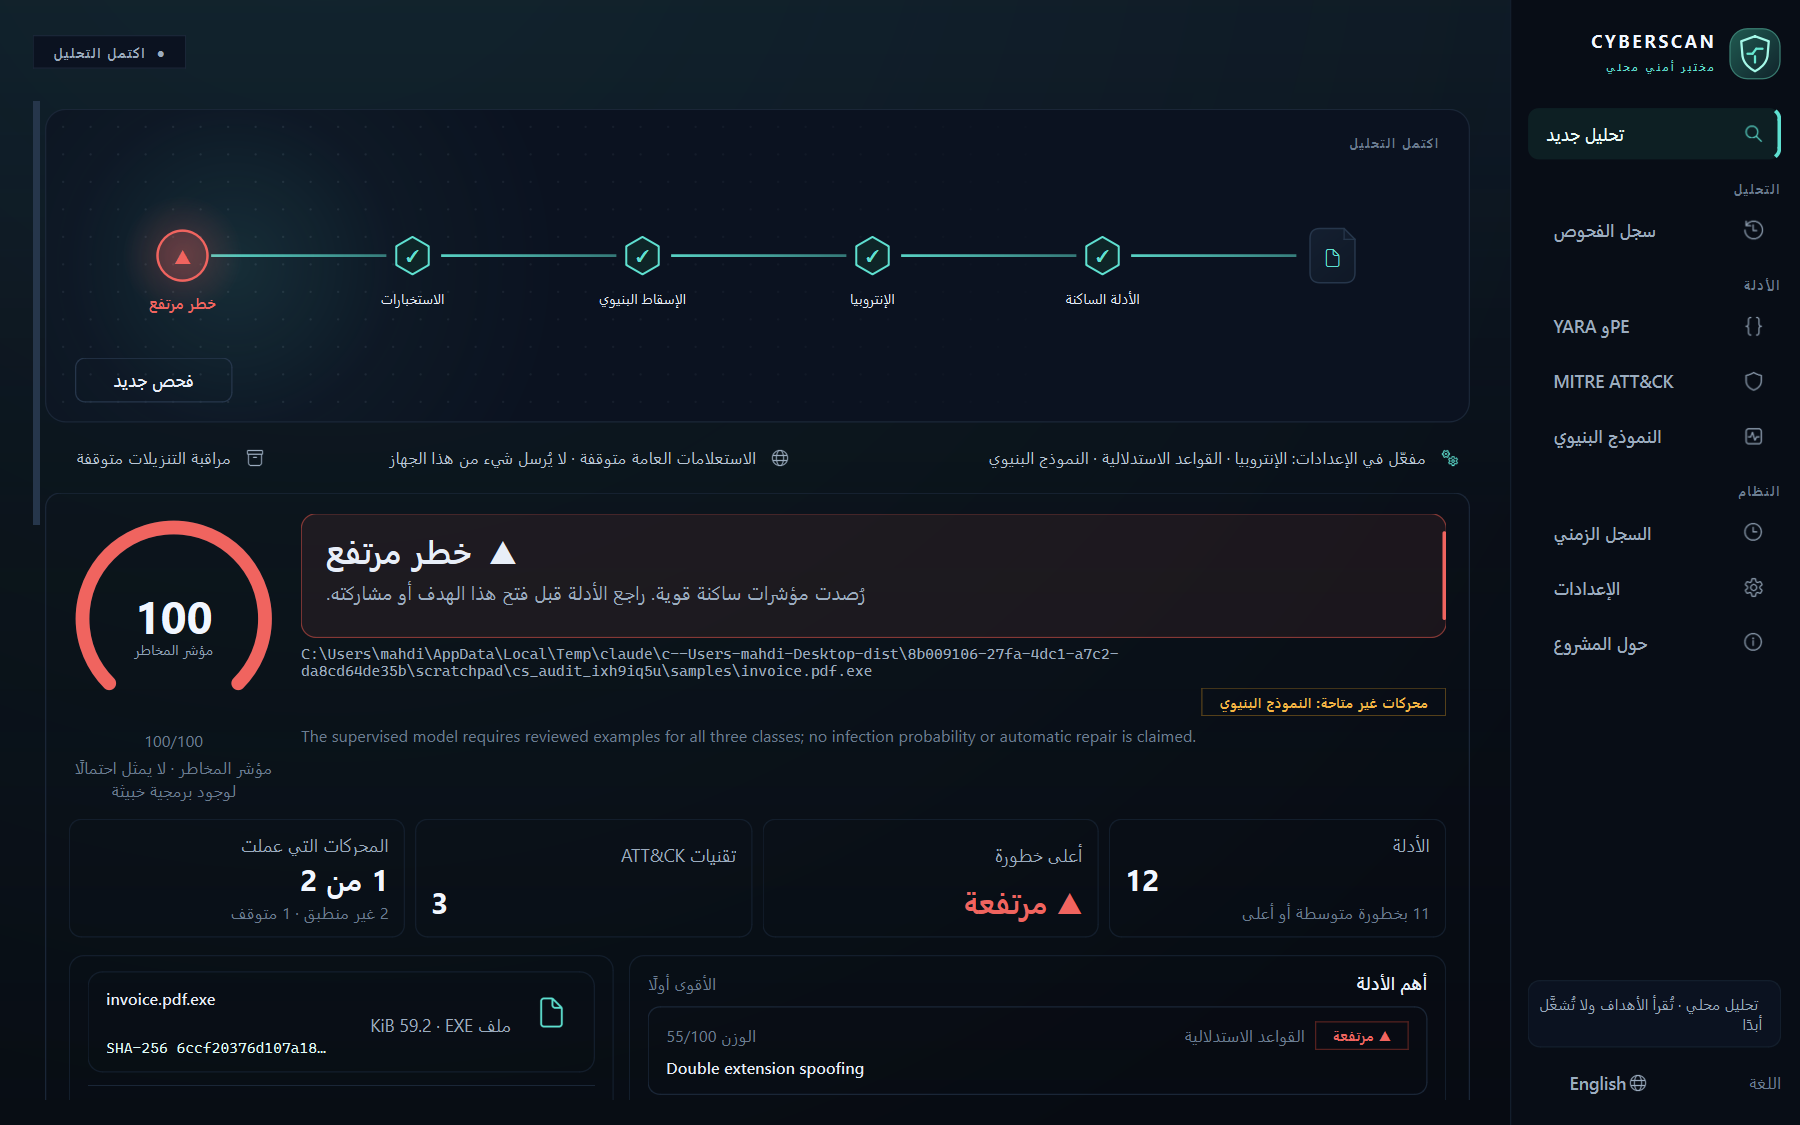 CYBERSCAN
مختبر أمني محلي
تحليل جديد
التحليل
سجل الفحوص
الأدلة
YARA وPE
MITRE ATT&CK
النموذج البنيوي
النظام
السجل الزمني
الإعدادات
حول المشروع
تحليل محلي · تُقرأ الأهداف ولا تُشغَّل
أبدًا
اللغة
English
● اكتمل التحليل
اكتمل التحليل
الأدلة الساكنة
الإنتروبيا
الإسقاط البنيوي
الاستخبارات
خطر مرتفع
فحص جديد
مفعّل في الإعدادات: الإنتروبيا · القواعد الاستدلالية · النموذج البنيوي
الاستعلامات العامة متوقفة · لا يُرسل شيء من هذا الجهاز
مراقبة التنزيلات متوقفة
▲ خطر مرتفع
رُصدت مؤشرات ساكنة قوية. راجع الأدلة قبل فتح هذا الهدف أو مشاركته.
C:\Users\mahdi\AppData\Local\Temp\claude\c--Users-mahdi-Desktop-dist\8b009106-27fa-4dc1-a7c2-
da8cd64de35b\scratchpad\cs_audit_ixh9iq5u\samples\invoice.pdf.exe
محركات غير متاحة: النموذج البنيوي
The supervised model requires reviewed examples for all three classes; no infection probability or automatic repair is claimed.
100
مؤشر المخاطر
100/100
مؤشر المخاطر · لا يمثل احتمالًا
لوجود برمجية خبيثة
الأدلة
12
11 بخطورة متوسطة أو أعلى
أعلى خطورة
▲ مرتفعة
تقنيات ATT&CK
3
المحركات التي عملت
1 من 2
2 غير منطبق · 1 متوقف
أهم الأدلة
الأقوى أولًا
▲ مرتفعة
القواعد الاستدلالية
الوزن 55/100
Double extension spoofing
invoice.pdf.exe
ملف EXE · 59.2 KiB
SHA-256 6ccf20376d107a18…